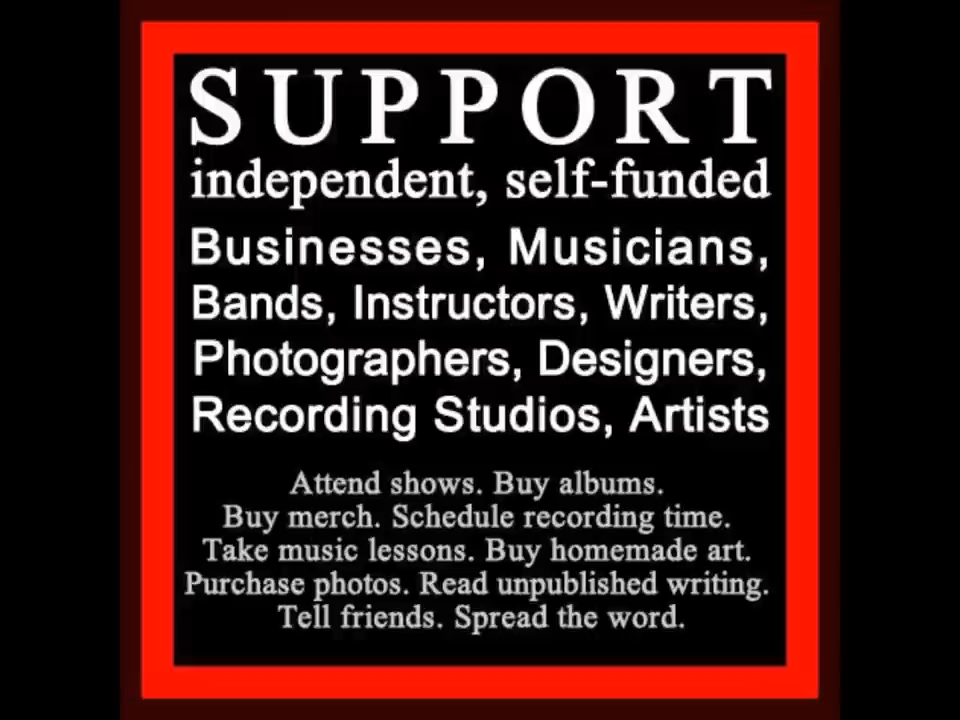 SUPPORT
independent, self-funded
Businesses, Musicians,
Bands, Instructors, Writers,
Photographers, Designers,
Recording Studios, Artists
Attend shows. Buy albums.
Buy merch. Schedule recording time.
Take music lessons. Buy homemade art.
Purchase photos. Read unpublished writing.
Tell friends. Spread the word.